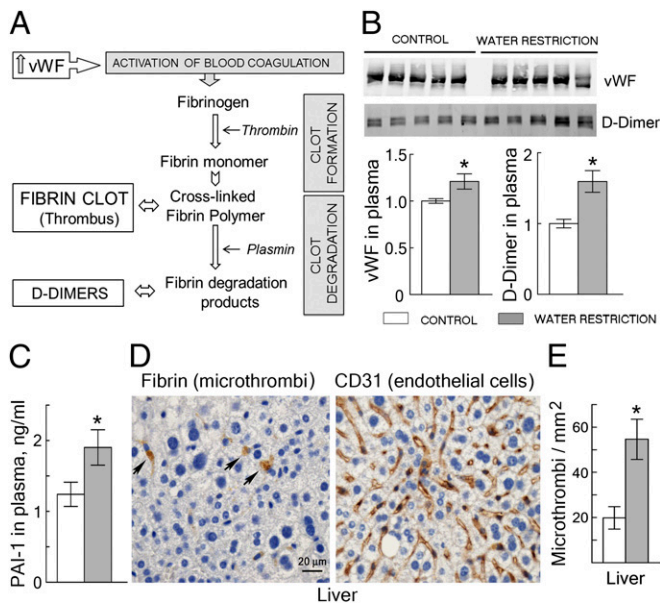 A
⇧ vWF
ACTIVATION OF BLOOD COAGULATION
Fibrinogen
Thrombin
Fibrin monomer
CLOT
FORMATION
FIBRIN CLOT
(Thrombus)
Cross-linked
Fibrin Polymer
Plasmin
CLOT
DEGRADATION
D-DIMERS
Fibrin degradation
products
B
CONTROL
WATER RESTRICTION
vWF
D-Dimer
vWF in plasma
1.5
1.0
0.5
0
*
D-Dimer in plasma
2
1
0
*
CONTROL
WATER RESTRICTION
C
PAI-1 in plasma, ng/ml
2
1
0
*
D
Fibrin (microthrombi)
CD31 (endothelial cells)
20 µm
Liver
E
Microthrombi / mm2
60
40
20
0
*
Liver